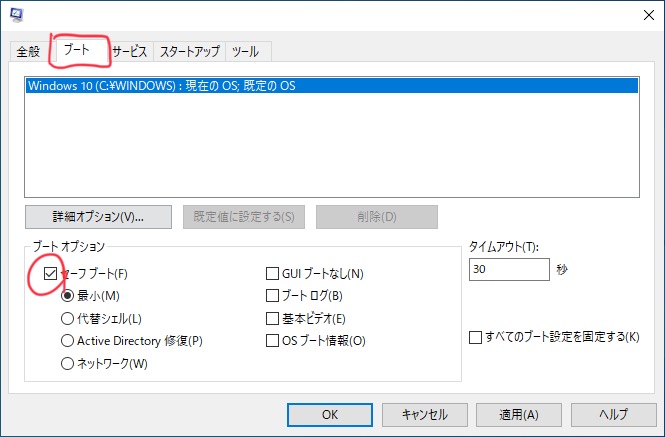 全般 ブート サービス スタートアップ ツール
Windows 10 (C:¥WINDOWS) : 現在の OS; 既定の OS
詳細オプション(V)... 既定値に設定する(S) 削除(D)
ブート オプション
タイムアウト(T):
セーフ ブート(F) GUI ブートなし(N)
30 秒
最小(M) ブート ログ(B)
代替シェル(L) 基本ビデオ(E)
Active Directory 修復(P) OS ブート情報(O)
すべてのブート設定を固定する(K)
ネットワーク(W)
OK キャンセル 適用(A) ヘルプ